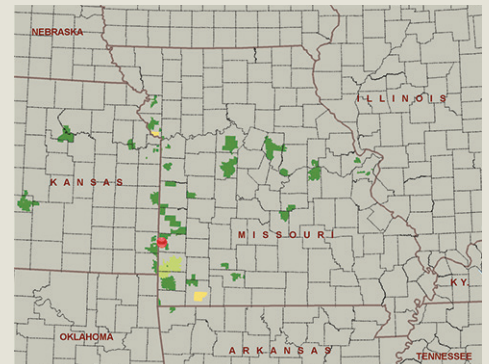 NEBRASKA
ILLINOIS
KANSAS
MISSOURI
KY.
OKLAHOMA
ARKANSAS
TENNESSEE